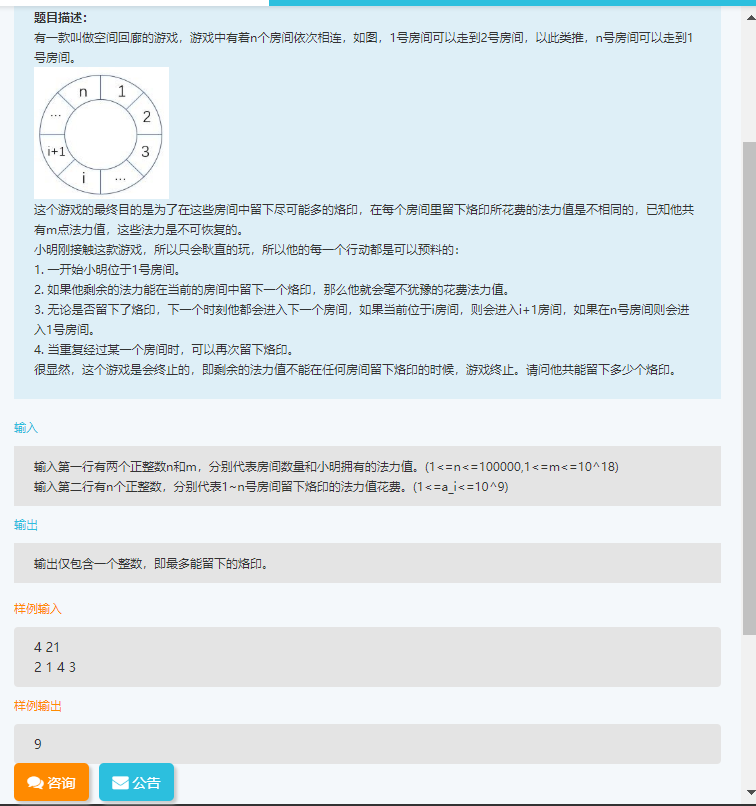 题目描述：
有一款叫做空间回廊的游戏，游戏中有着n个房间依次相连，如图，1号房间可以走到2号房间，以此类推，n号房间可以走到1
号房间。
n 1
... 2
i+1 3
i ...
这个游戏的最终目的是为了在这些房间中留下尽可能多的烙印，在每个房间里留下烙印所花费的法力值是不相同的，已知他共
有m点法力值，这些法力是不可恢复的。
小明刚接触这款游戏，所以只会耿直的玩，所以他的每一个行动都是可以预料的：
1. 一开始小明位于1号房间。
2. 如果他剩余的法力能在当前的房间中留下一个烙印，那么他就会毫不犹豫的花费法力值。
3. 无论是否留下了烙印，下一个时刻他都会进入下一个房间，如果当前位于i房间，则会进入i+1房间，如果在n号房间则会进
入1号房间。
4. 当重复经过某一个房间时，可以再次留下烙印。
很显然，这个游戏是会终止的，即剩余的法力值不能在任何房间留下烙印的时候，游戏终止。请问他共能留下多少个烙印。
输入
输入第一行有两个正整数n和m，分别代表房间数量和小明拥有的法力值。(1<=n<=100000,1<=m<=10^18)
输入第二行有n个正整数，分别代表1~n号房间留下烙印的法力值花费。(1<=a_i<=10^9)
输出
输出仅包含一个整数，即最多能留下的烙印。
样例输入
4 21
2 1 4 3
样例输出
9
咨询 公告